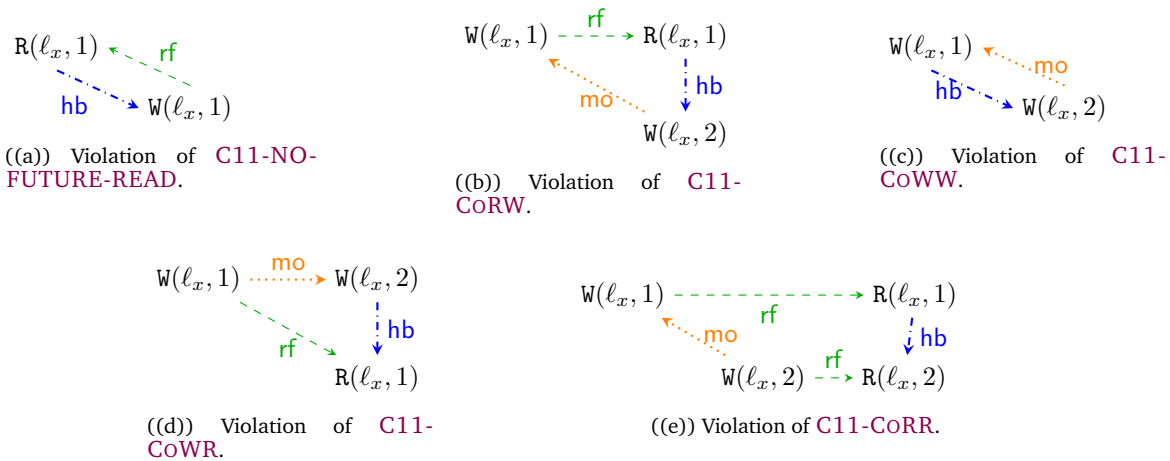 R(ℓx, 1)
rf
hb
W(ℓx, 1)
((a)) Violation of C11-NO-
FUTURE-READ.
W(ℓx, 1)
rf
R(ℓx, 1)
mo
hb
W(ℓx, 2)
((b)) Violation of C11-
CORW.
W(ℓx, 1)
mo
hb
W(ℓx, 2)
((c)) Violation of C11-
COWW.
W(ℓx, 1)
mo
W(ℓx, 2)
rf
hb
R(ℓx, 1)
((d)) Violation of C11-
COWR.
W(ℓx, 1)
rf
R(ℓx, 1)
mo
hb
W(ℓx, 2)
rf
R(ℓx, 2)
((e)) Violation of C11-CORR.